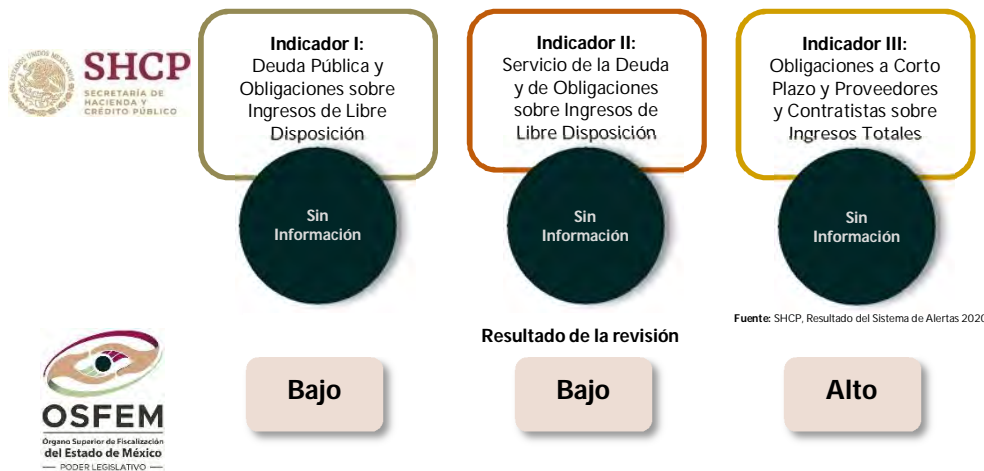 SHCP
SECRETARÍA DE
HACIENDA Y
CRÉDITO PÚBLICO
Indicador I:
Deuda Pública y
Obligaciones sobre
Ingresos de Libre
Disposición
Sin
Información
Indicador II:
Servicio de la Deuda
y de Obligaciones
sobre Ingresos de
Libre Disposición
Sin
Información
Indicador III:
Obligaciones a Corto
Plazo y Proveedores
y Contratistas sobre
Ingresos Totales
Sin
Información
Fuente: SHCP, Resultado del Sistema de Alertas 2020
Resultado de la revisión
OSFEM
Órgano Superior de Fiscalización
del Estado de México
PODER LEGISLATIVO
Bajo
Bajo
Alto